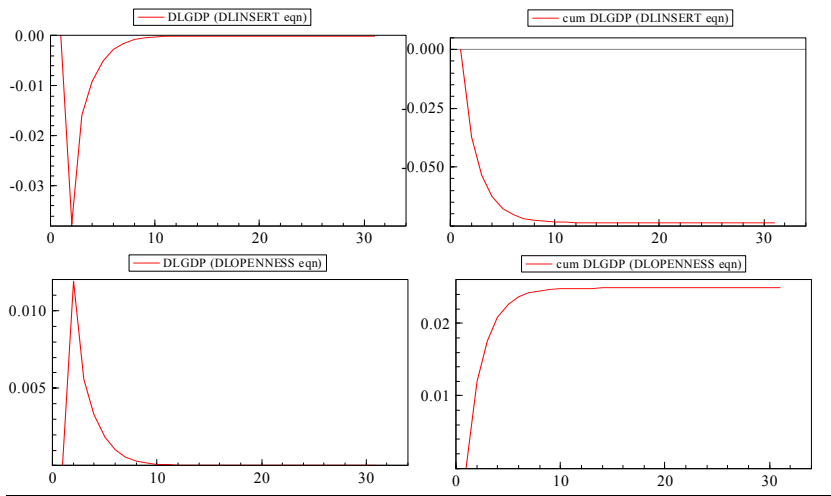 DLGDP (DLINSERT eqn)
cum DLGDP (DLINSERT eqn)
0.00
-0.01
-0.02
-0.03
0 10 20 30
0.000
-0.025
-0.050
0 10 20 30
DLGDP (DLOPENNESS eqn)
cum DLGDP (DLOPENNESS eqn)
0.010
0.005
0 10 20 30
0.02
0.01
0 10 20 30